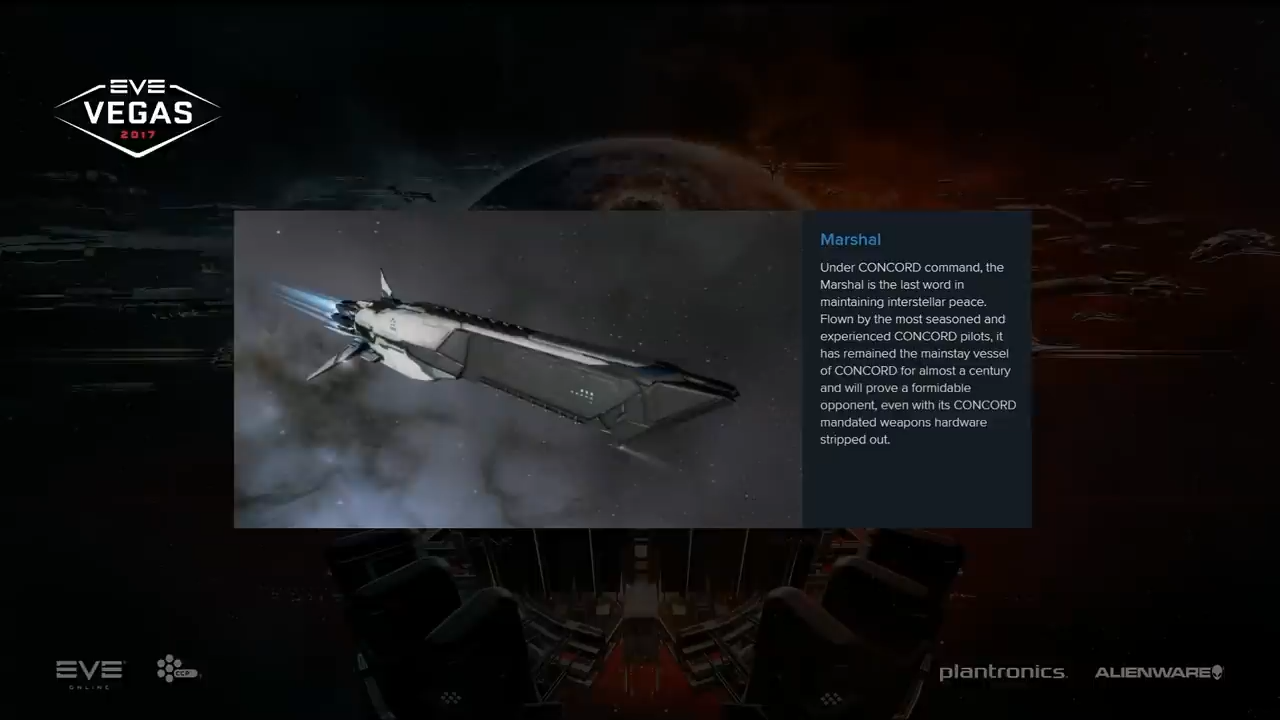 EVE
VEGAS
2017
Marshal
Under CONCORD command, the
Marshal is the last word in
maintaining interstellar peace.
Flown by the most seasoned and
experienced CONCORD pilots, it
has remained the mainstay vessel
of CONCORD for almost a century
and will prove a formidable
opponent, even with its CONCORD
mandated weapons hardware
stripped out.
EVE
ONLINE
CCP
plantronics.
ALIENWARE